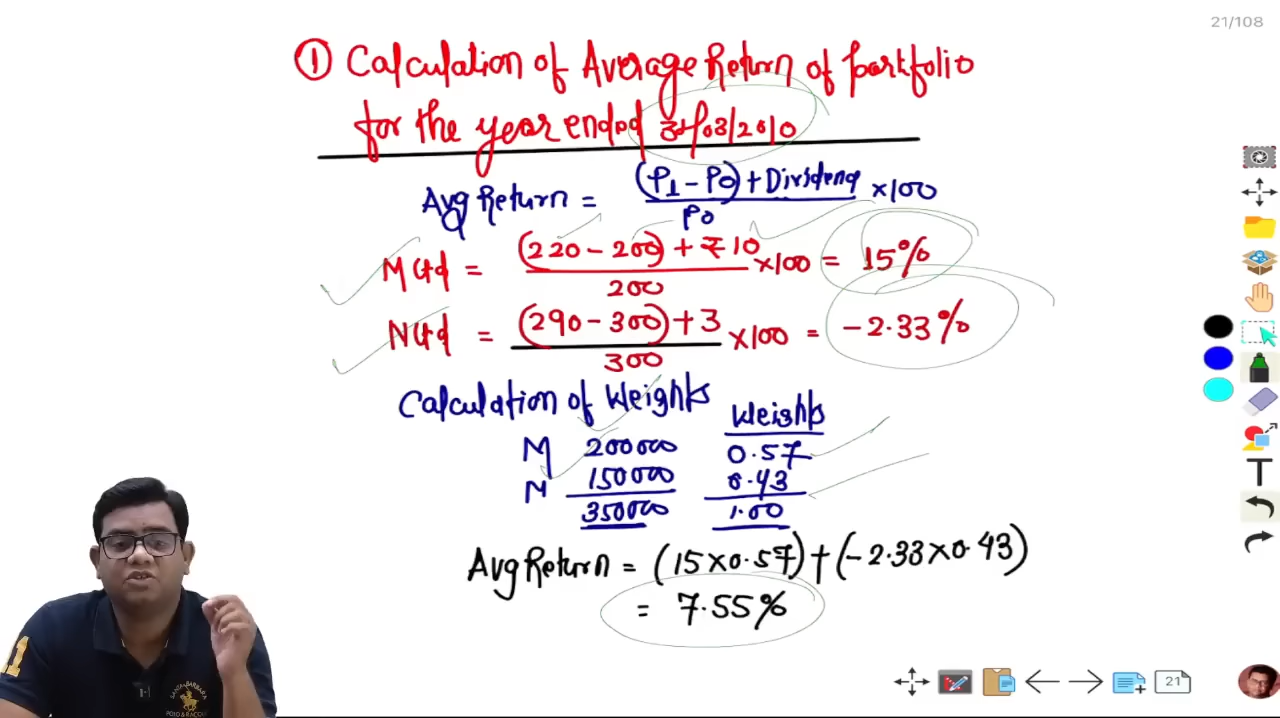 21/108
① Calculation of Average Return of portfolio
for the year ended 31/03/2010
Avg Return = (P1 - P0) + Dividend / P0 × 100
M Ltd = (220 - 200) + ₹10 / 200 × 100 = 15%
N Ltd = (290 - 300) + 3 / 300 × 100 = -2.33%
Calculation of Weights
Weights
M 200000 0.57
N 150000 0.43
350000 1.00
Avg Return = (15×0.57) + (-2.33×0.43)
= 7.55%
T
21
11
SANTA BARBARA